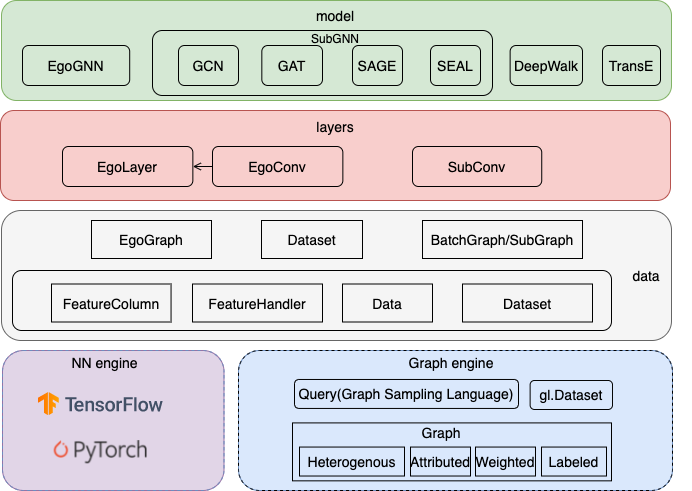 model
SubGNN
EgoGNN
GCN
GAT
SAGE
SEAL
DeepWalk
TransE
layers
EgoLayer
EgoConv
SubConv
EgoGraph
Dataset
BatchGraph/SubGraph
data
FeatureColumn
FeatureHandler
Data
Dataset
NN engine
TensorFlow
PyTorch
Graph engine
Query(Graph Sampling Language)
gl.Dataset
Graph
Heterogenous
Attributed
Weighted
Labeled